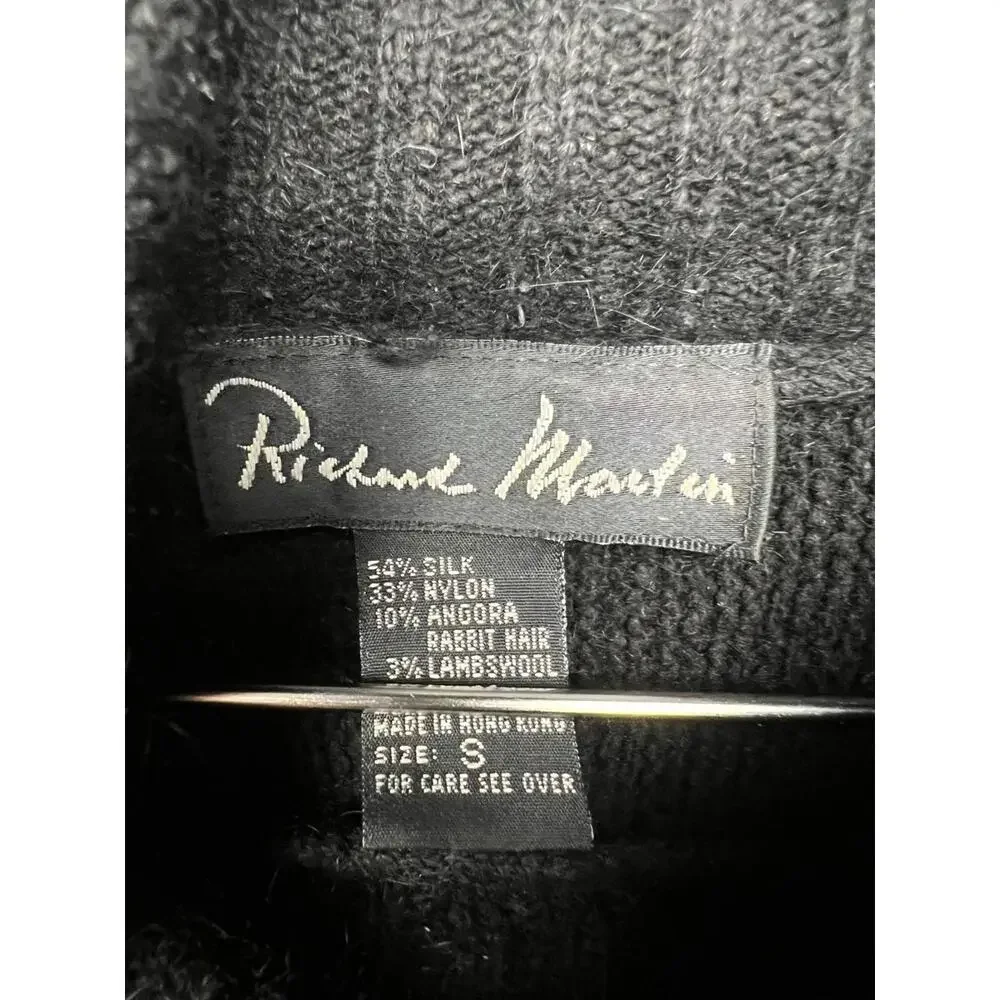 Richard Martin
54% SILK
33% NYLON
10% ANGORA
RABBIT HAIR
3% LAMBSWOOL
MADE IN HONG KONG
SIZE: S
FOR CARE SEE OVER